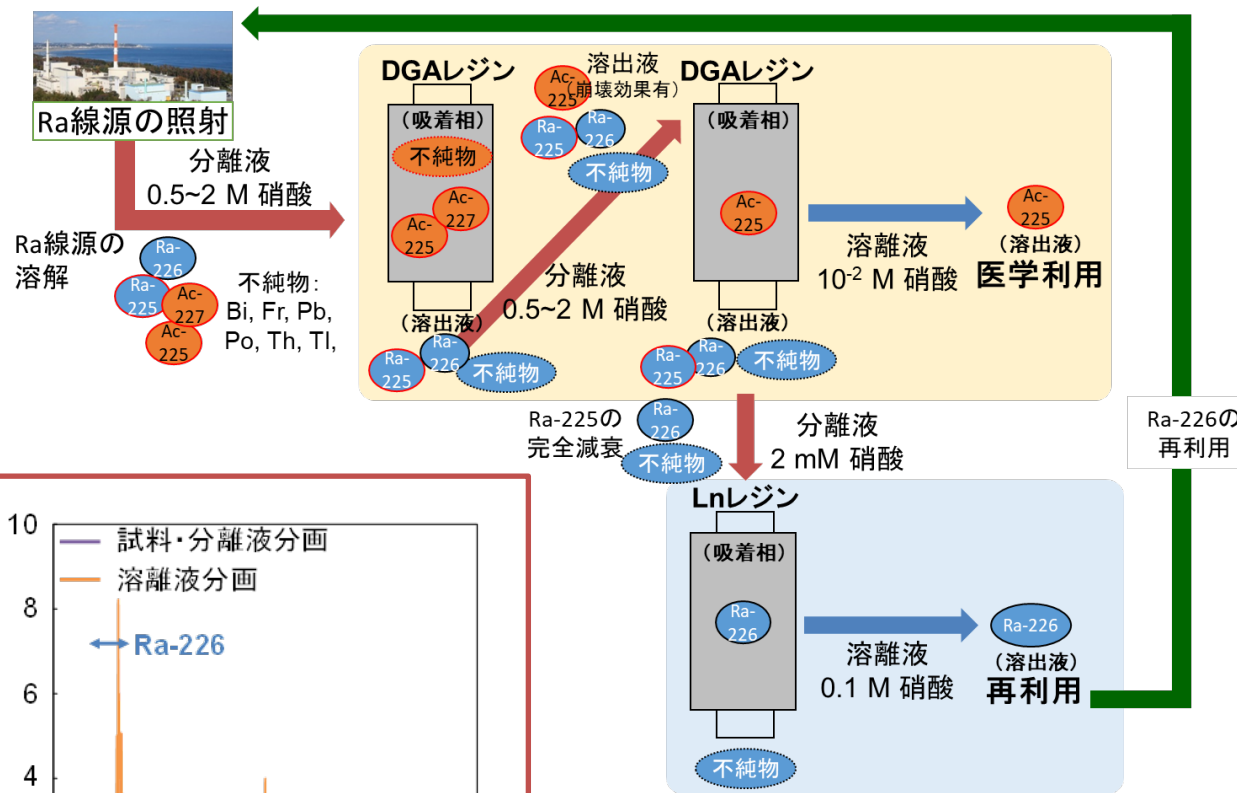 Ra線源の照射
分離液
0.5~2 M 硝酸
Ra線源の
溶解
Ra-
226
Ra-
225
Ac-
227
Ac-
225
不純物:
Bi, Fr, Pb,
Po, Th, Tl,
DGAレジン
(吸着相)
不純物
Ac-
227
Ac-
225
(溶出液)
Ra-
225
Ra-
226
不純物
溶出液
(崩壊効果有)
Ac-
225
Ra-
225
Ra-
226
不純物
分離液
0.5~2 M 硝酸
DGAレジン
(吸着相)
Ac-
225
(溶出液)
Ra-
225
Ra-
226
不純物
溶離液
10-2 M 硝酸
Ac-
225
(溶出液)
医学利用
Ra-225の
完全減衰
Ra-
226
不純物
分離液
2 mM 硝酸
Ra-226の
再利用
Lnレジン
(吸着相)
Ra-
226
不純物
溶離液
0.1 M 硝酸
Ra-226
(溶出液)
再利用
10
8
6
4
試料・分離液分画
溶離液分画
Ra-226